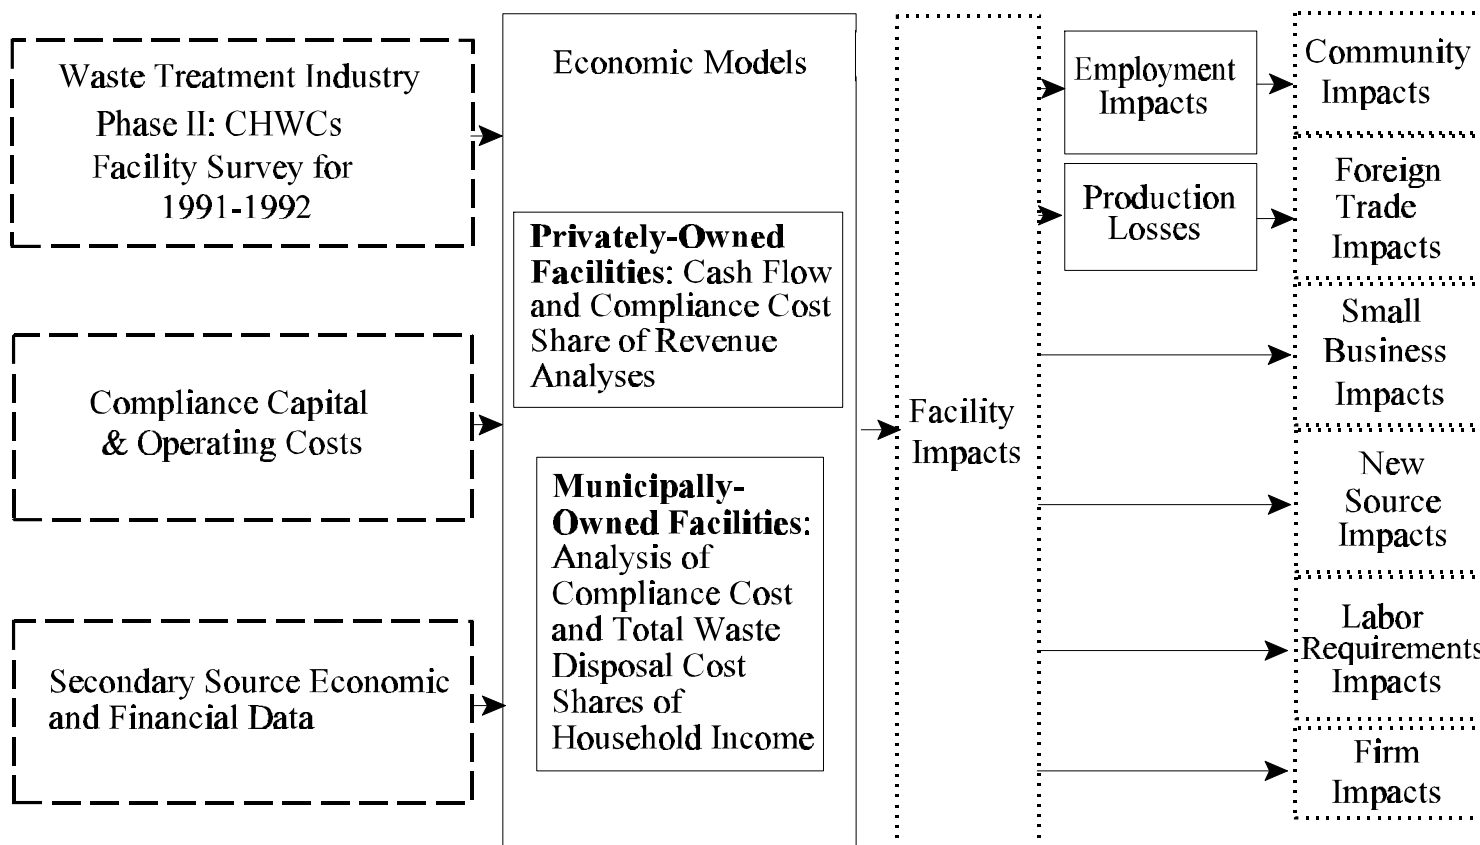 Waste Treatment Industry
Phase II: CHWCs
Facility Survey for
1991-1992
Compliance Capital
& Operating Costs
Secondary Source Economic
and Financial Data
Economic Models
Privately-Owned
Facilities: Cash Flow
and Compliance Cost
Share of Revenue
Analyses
Municipally-
Owned Facilities:
Analysis of
Compliance Cost
and Total Waste
Disposal Cost
Shares of
Household Income
Facility
Impacts
Employment
Impacts
Production
Losses
Community
Impacts
Foreign
Trade
Impacts
Small
Business
Impacts
New
Source
Impacts
Labor
Requirements
Impacts
Firm
Impacts